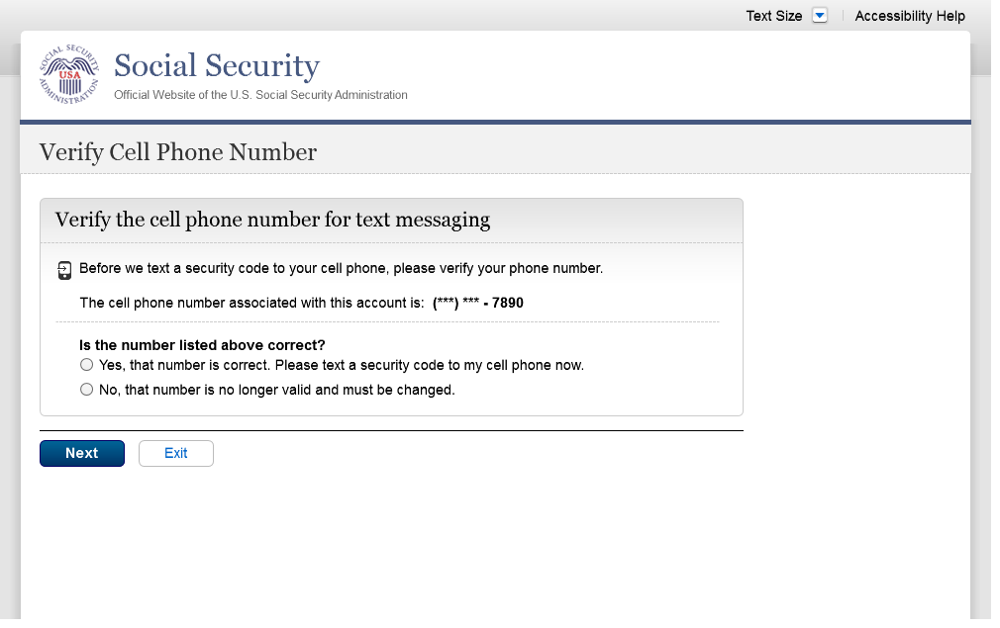 Text Size
Accessibility Help
SOCIAL SECURITY ADMINISTRATION
USA
Social Security
Official Website of the U.S. Social Security Administration
Verify Cell Phone Number
Verify the cell phone number for text messaging
Before we text a security code to your cell phone, please verify your phone number.
The cell phone number associated with this account is: (***) *** - 7890
Is the number listed above correct?
Yes, that number is correct. Please text a security code to my cell phone now.
No, that number is no longer valid and must be changed.
Next
Exit